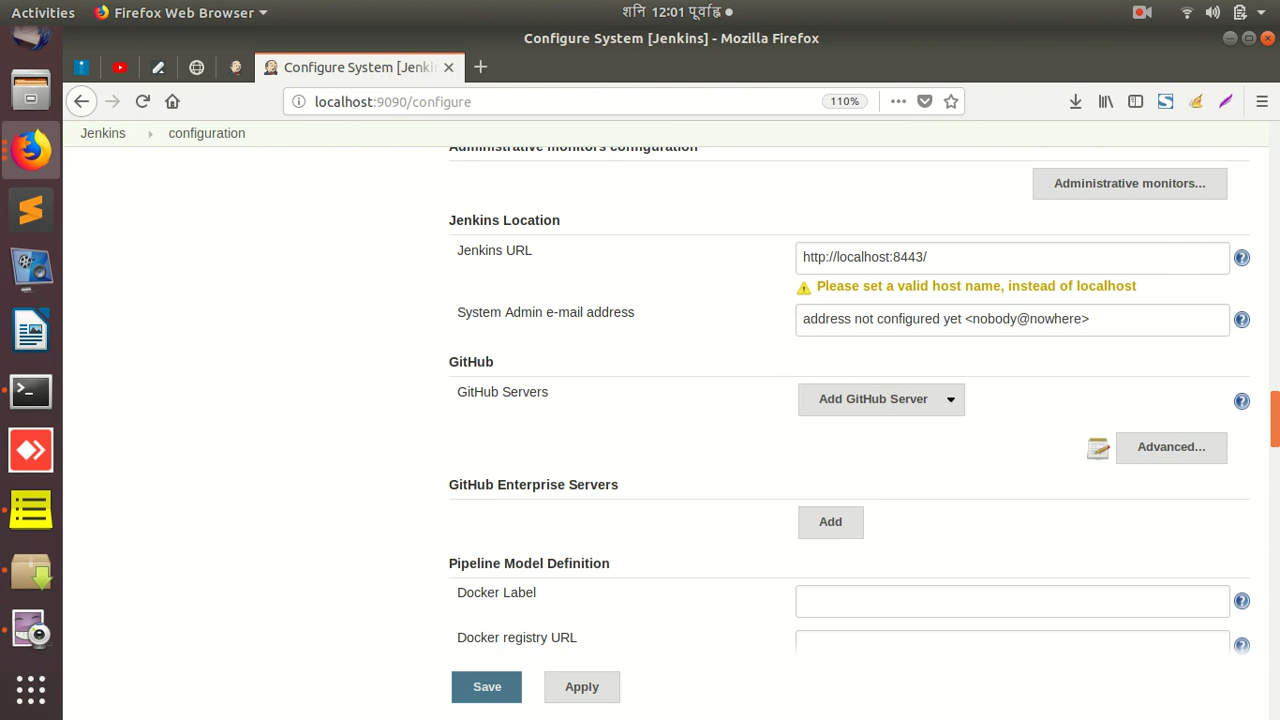 Activities
Firefox Web Browser
शनि 12:01 पूर्वाह्न
Configure System [Jenkins] - Mozilla Firefox
Configure System [Jenki
localhost:9090/configure
110%
Jenkins
configuration
Administrative monitors configuration
Administrative monitors...
Jenkins Location
Jenkins URL
http://localhost:8443/
Please set a valid host name, instead of localhost
System Admin e-mail address
address not configured yet <nobody@nowhere>
GitHub
GitHub Servers
Add GitHub Server
Advanced...
GitHub Enterprise Servers
Add
Pipeline Model Definition
Docker Label
Docker registry URL
Save
Apply